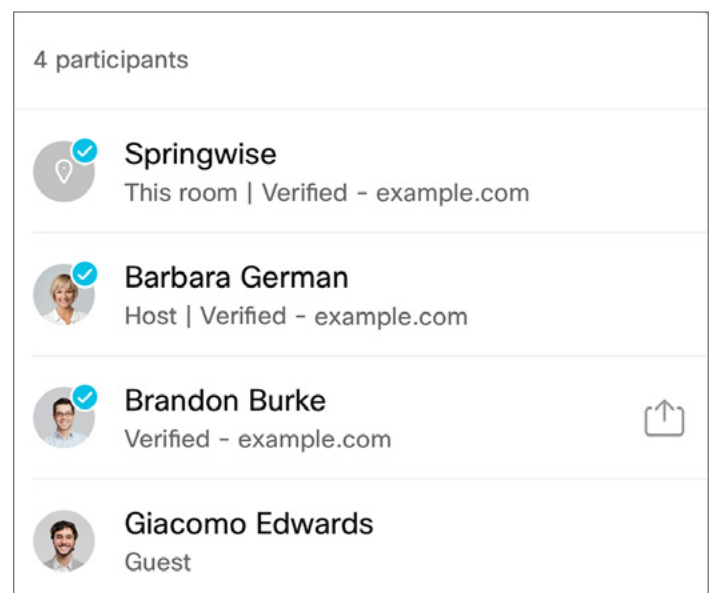 4 participants
Springwise
This room | Verified – example.com
Barbara German
Host | Verified – example.com
Brandon Burke
Verified – example.com
Giacomo Edwards
Guest